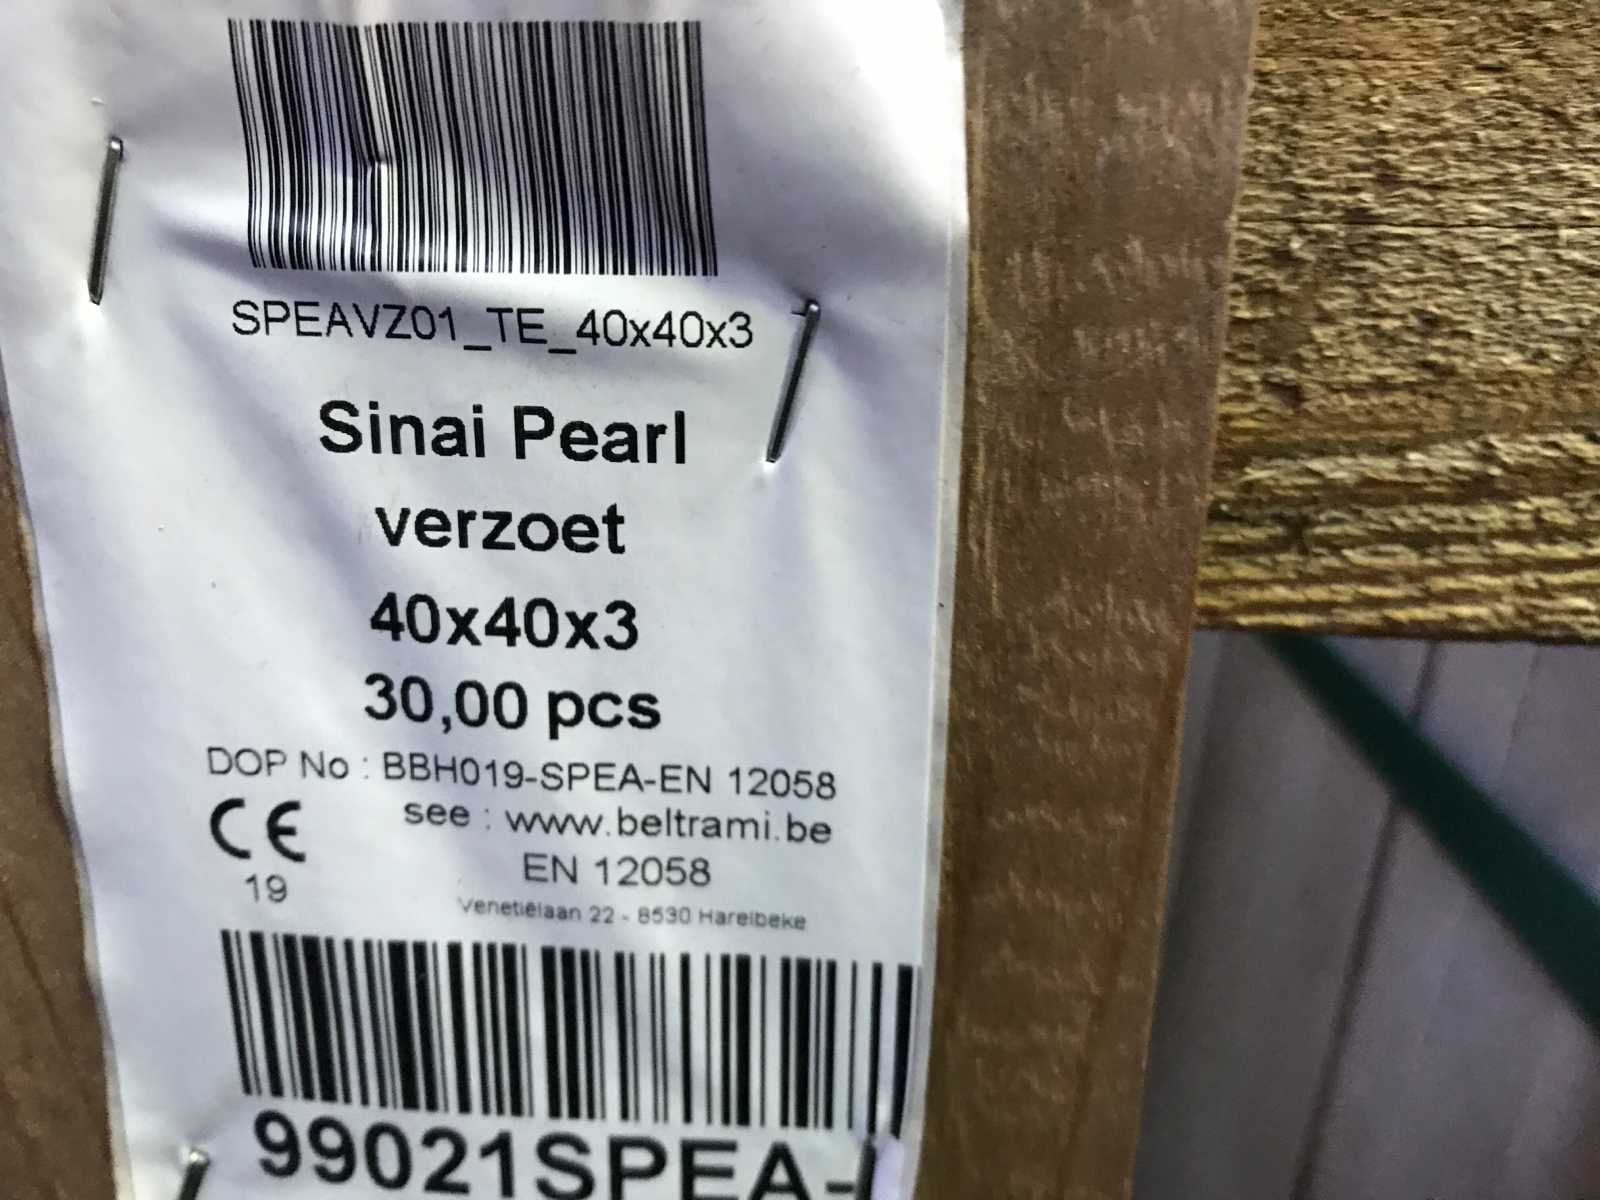 SPEAVZ01_TE_40x40x3
Sinai Pearl
verzoet
40x40x3
30,00 pcs
DOP No : BBH019-SPEA-EN 12058
see : www.beltrami.be
CE
EN 12058
19
Venetiëlaan 22 - 8530 Harelbeke
99021SPEA-